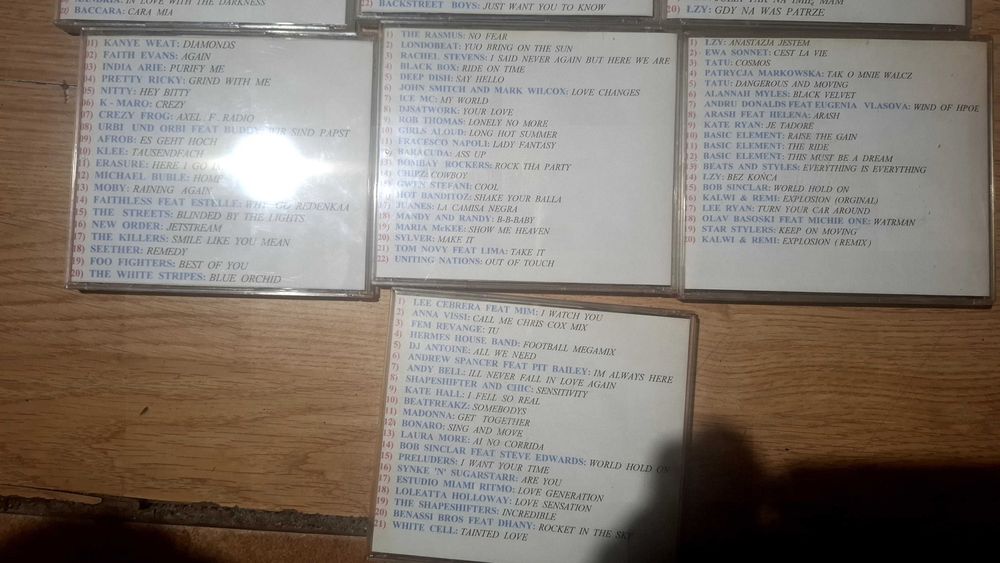 IN LOVE WITH THE DARKNESS
BACCARA: CARA MIA
22) BACKSTREET BOYS: JUST WANT YOU TO KNOW
20) LZY: GDY NA WAS PATRZE
01) KANYE WEAT: DIAMONDS
02) FAITH EVANS: AGAIN
03) INDIA ARIE: PURIFY ME
04) PRETTY RICKY: GRIND WITH ME
05) NITTY: HEY BITTY
06) K - MARO: CREZY
07) CREZY FROG: AXEL . F . RADIO
08) URBI UND ORBI FEAT BUDDY: WIR SIND PAPST
09) AFROB: ES GEHT HOCH
10) KLEE: TAUSENDFEACH
11) ERASURE: HERE I GO
12) MICHAEL BUBLE: HOME
13) MOBY: RAINING AGAIN
14) FAITHLESS FEAT ESTELLE: WHY GO REDENKAA
15) THE STREETS: BLINDED BY THE LIGHTS
16) NEW ORDER: JETSTREAM
17) THE KILLERS: SMILE LIKE YOU MEAN
18) SEETHER: REMEDY
19) FOO FIGHTERS: BEST OF YOU
20) THE WHITE STRIPES: BLUE ORCHID
THE RASMUS: NO FEAR
2) LONDOBEAT: YUO BRING ON THE SUN
3) RACHEL STEVENS: I SAID NEVER AGAIN BUT HERE WE ARE
4) BLACK BOX: RIDE ON TIME
5) DEEP DISH: SAY HELLO
6) JOHN SMITCH AND MARK WILCOX: LOVE CHANGES
7) ICE MC: MY WORLD
8) DJSATWORK: YOUR LOVE
9) ROB THOMAS: LONELY NO MORE
10) GIRLS ALOUD: LONG HOT SUMMER
11) FRACESCO NAPOLI: LADY FANTASY
BARACUDA: ASS UP
13) BOMBAY ROCKERS: ROCK THA PARTY
14) CHIPZ: COWBOY
15) GWEN STEFANI: COOL
16) HOT BANDITOZ: SHAKE YOUR BALLA
17) JUANES: LA CAMISA NEGRA
18) MANDY AND RANDY: B-B-BABY
19) MARIA McKEE: SHOW ME HEAVEN
20) SYLVER: MAKE IT
21) TOM NOVY FEAT LIMA: TAKE IT
22) UNITING NATIONS: OUT OF TOUCH
1) LZY: ANASTAZJA JESTEM
2) EWA SONNET: C'EST LA VIE
3) TATU: COSMOS
4) PATRYCJA MARKOWSKA: TAK O MNIE WALCZ
5) TATU: DANGEROUS AND MOVING
6) ALANNAH MYLES: BLACK VELVET
7) ANDRU DONALDS FEAT EUGENIA VLASOVA: WIND OF HPOE
8) ARASH FEAT HELENA: ARASH
9) KATE RYAN: JE TADORE
10) BASIC ELEMENT: RAISE THE GAIN
11) BASIC ELEMENT: THE RIDE
12) BASIC ELEMENT: THIS MUST BE A DREAM
13) BEATS AND STYLES: EVERYTHING IS EVERYTHING
14) LZY: BEZ KOŃCA
15) BOB SINCLAR: WORLD HOLD ON
16) KALWI & REMI: EXPLOSION (ORGINAL)
17) LEE RYAN: TURN YOUR CAR AROUND
18) OLAV BASOSKI FEAT MICHIE ONE: WATRMAN
19) STAR STYLERS: KEEP ON MOVING
20) KALWI & REMI: EXPLOSION (REMIX)
1) LEE CEBRERA FEAT MIM: I WATCH YOU
2) ANNA VISSI: CALL ME CHRIS COX MIX
3) FEM REVANGE: TU
4) HERMES HOUSE BAND: FOOTBALL MEGAMIX
5) DJ ANTOINE: ALL WE NEED
6) ANDREW SPANCER FEAT PIT BAILEY: IM ALWAYS HERE
7) ANDY BELL: ILL NEVER FALL IN LOVE AGAIN
8) SHAPESHIFTER AND CHIC: SENSITIVITY
9) KATE HALL: I FELL SO REAL
10) BEATFREAKZ: SOMEBODYS
11) MADONNA: GET TOGETHER
12) BONARO: SING AND MOVE
13) LAURA MORE: AI NO CORRIDA
14) BOB SINCLAR FEAT STEVE EDWARDS: WORLD HOLD ON
15) PRELUDERS: I WANT YOUR TIME
16) SYNKE 'N' SUGARSTARR: ARE YOU
17) ESTUDIO MIAMI RITMO: LOVE GENERATION
18) LOLEATTA HOLLOWAY: LOVE SENSATION
19) THE SHAPESHIFTERS: INCREDIBLE
20) BENASSI BROS FEAT DHANY: ROCKET IN THE SKY
21) WHITE CELL: TAINTED LOVE